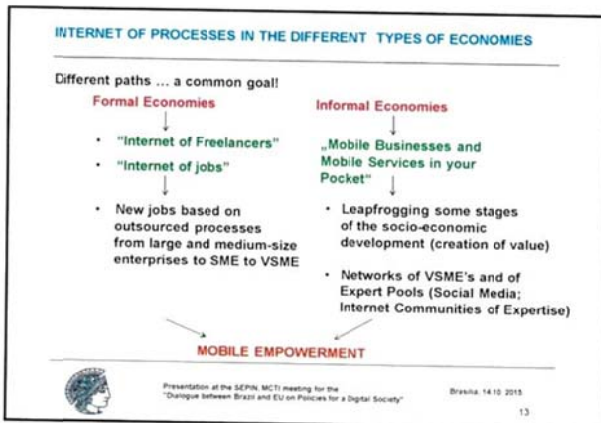 INTERNET OF PROCESSES IN THE DIFFERENT TYPES OF ECONOMIES
Different paths ... a common goal!
Formal Economies
• "Internet of Freelancers"
• "Internet of jobs"
• New jobs based on
outsourced processes
from large and medium-size
enterprises to SME to VSME
Informal Economies
„Mobile Businesses and
Mobile Services in your
Pocket"
• Leapfrogging some stages
of the socio-economic
development (creation of value)
• Networks of VSME's and of
Expert Pools (Social Media;
Internet Communities of Expertise)
MOBILE EMPOWERMENT
Presentation at the SEPIN, MCTI meeting for the
"Dialogue between Brazil and EU on Policies for a Digital Society"
Brasilia, 14.10.2015
13